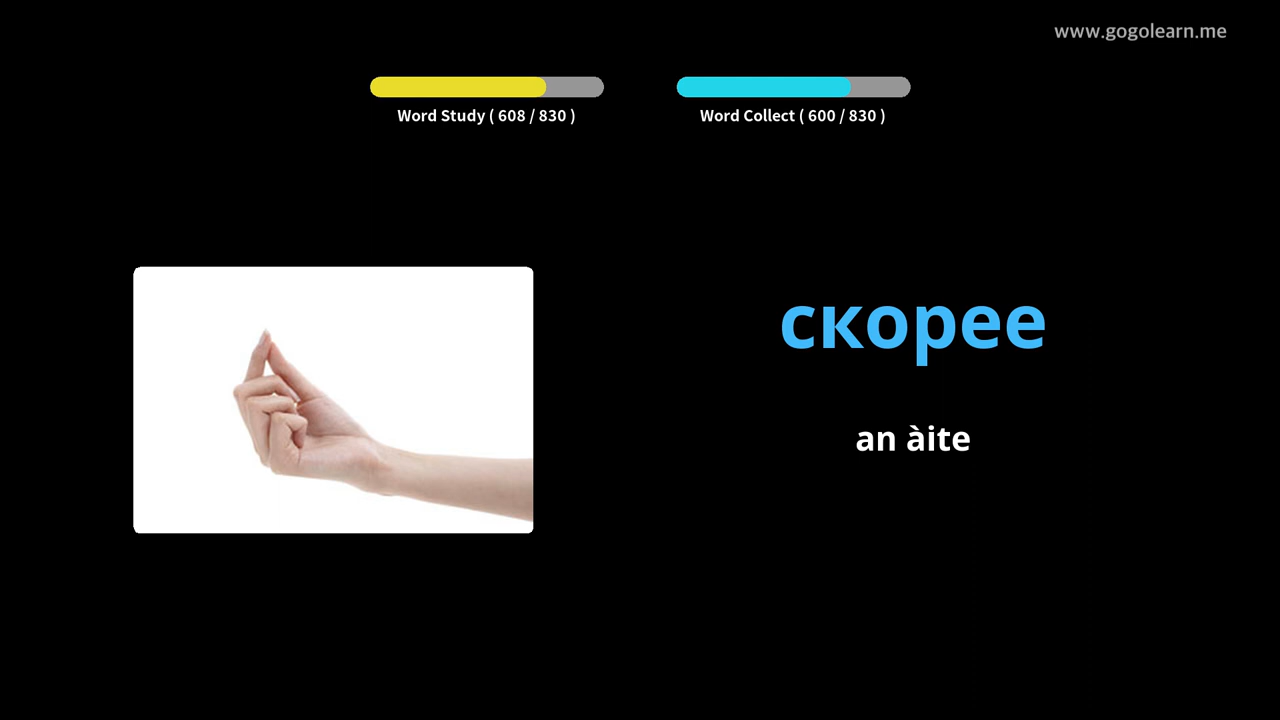 www.gogolearn.me
Word Study ( 608 / 830 )
Word Collect ( 600 / 830 )
скорее
an àite